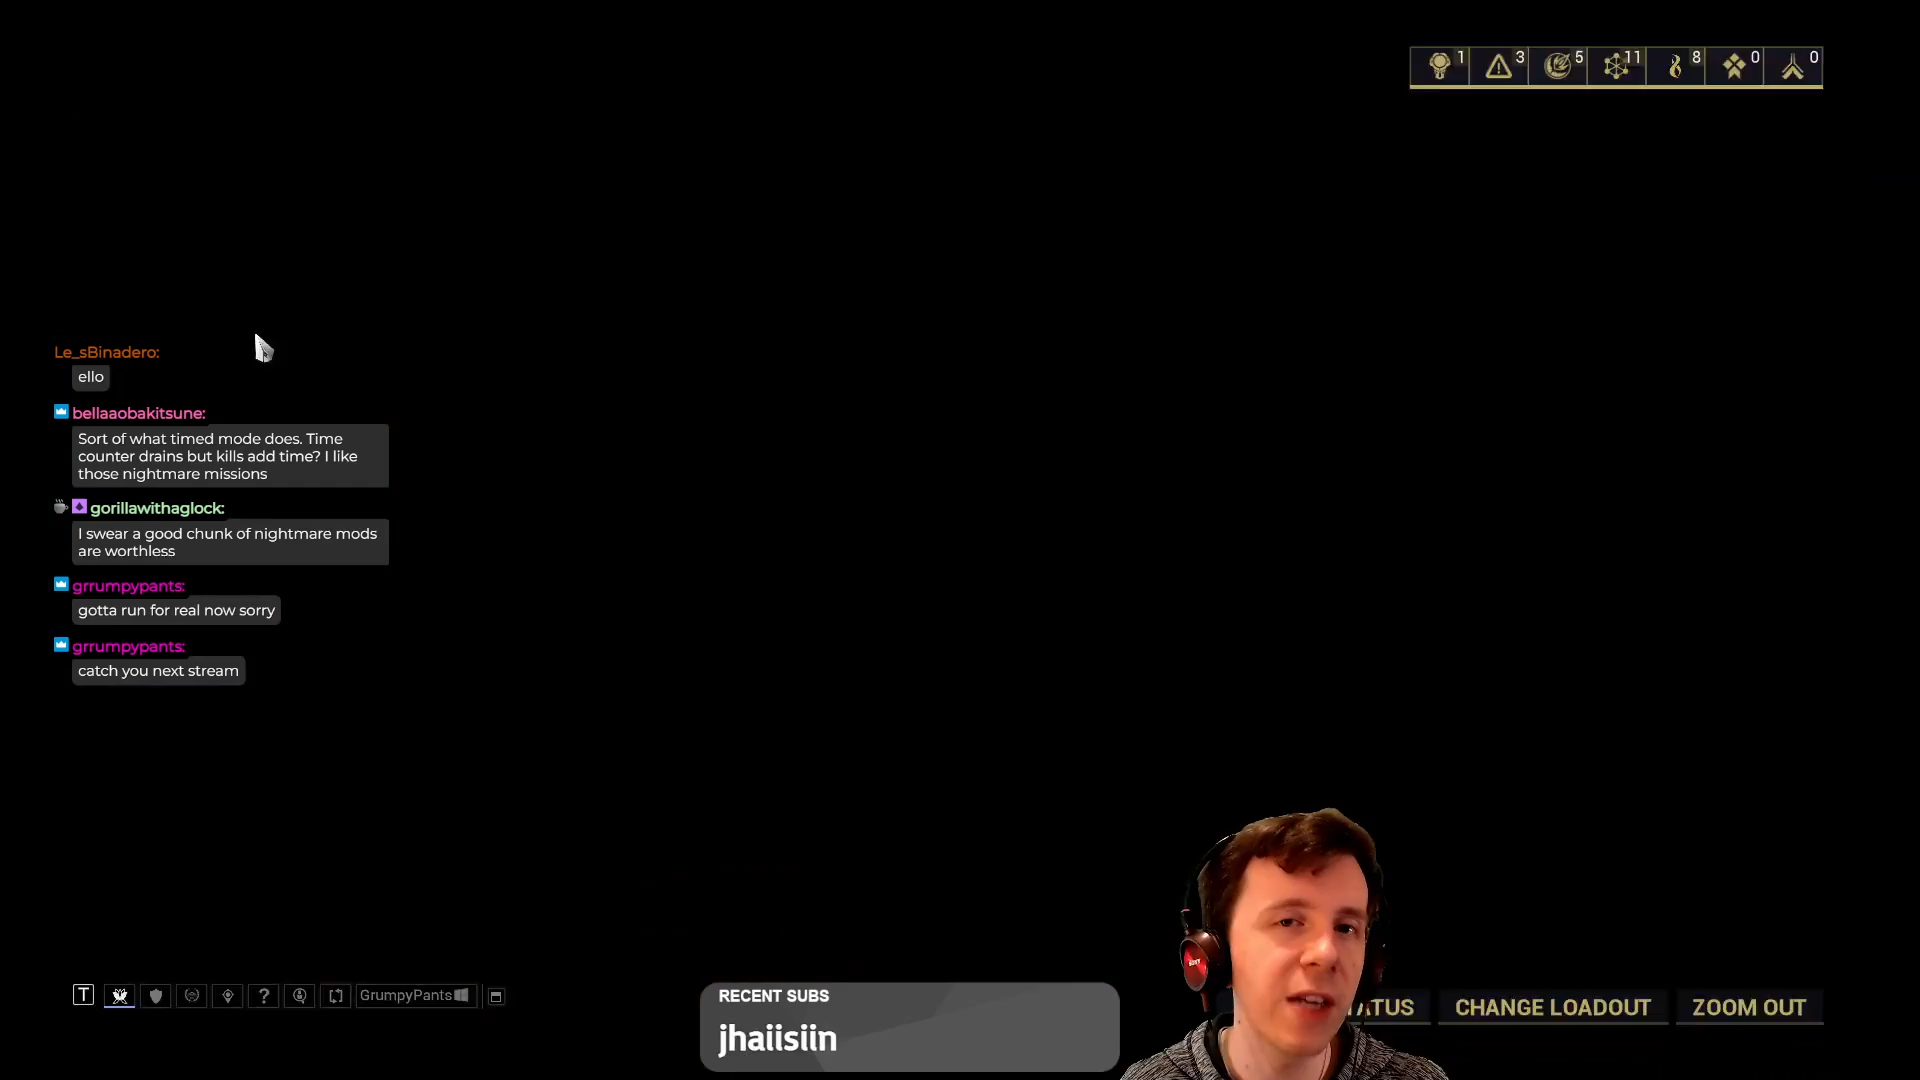 1 3 5 11 8 0 0
Le_sBinadero:
ello
bellaaobakitsune:
Sort of what timed mode does. Time
counter drains but kills add time? I like
those nightmare missions
gorillawithaglock:
I swear a good chunk of nightmare mods
are worthless
grrumpypants:
gotta run for real now sorry
grrumpypants:
catch you next stream
T ? GrumpyPants
RECENT SUBS
jhaiisiin
ATUS CHANGE LOADOUT ZOOM OUT